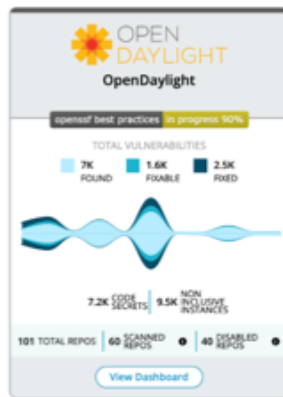 OPEN
DAYLIGHT
OpenDaylight
openssf best practices in progress 90%
TOTAL VULNERABILITIES
7K 1.6K 2.5K
FOUND FIXABLE FIXED
7.2K CODE SECRETS 9.5K NON INCLUSIVE INSTANCES
101 TOTAL REPOS 60 SCANNED REPOS 40 DISABLED REPOS
View Dashboard